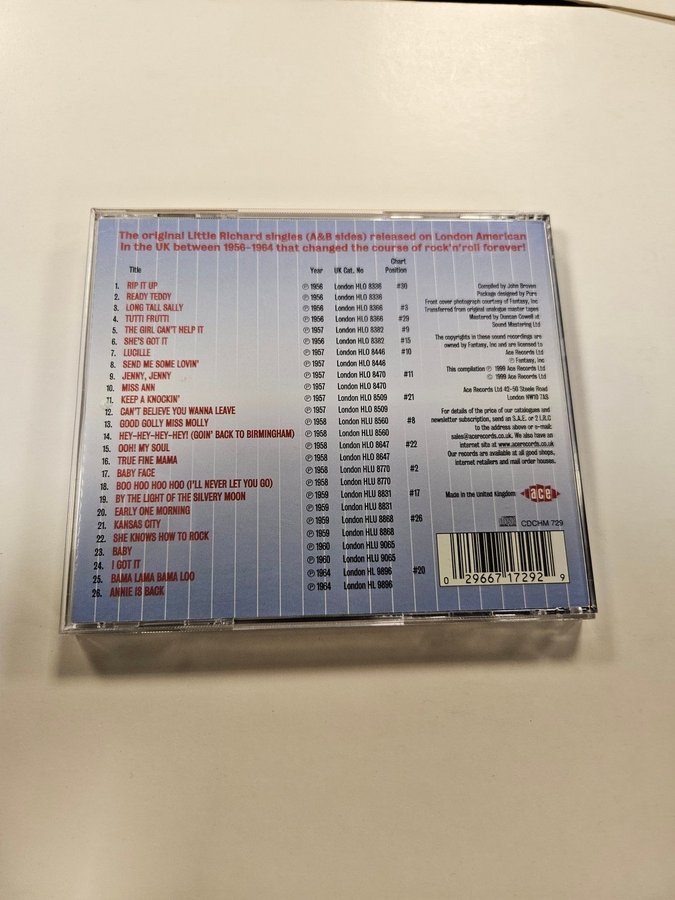 The original Little Richard singles (A&B sides) released on London American
in the UK between 1956-1964 that changed the course of rock'n'roll forever!
Title Year UK Cat. No Chart Position
1. RIP IT UP ℗ 1956 London HLO 8336 #30
2. READY TEDDY ℗ 1956 London HLO 8336
3. LONG TALL SALLY ℗ 1956 London HLO 8366 #3
4. TUTTI FRUTTI ℗ 1956 London HLO 8366 #29
5. THE GIRL CAN'T HELP IT ℗ 1957 London HLO 8382 #9
6. SHE'S GOT IT ℗ 1956 London HLO 8382 #15
7. LUCILLE ℗ 1957 London HLO 8446 #10
8. SEND ME SOME LOVIN' ℗ 1957 London HLO 8446
9. JENNY, JENNY ℗ 1957 London HLO 8470 #11
10. MISS ANN ℗ 1957 London HLO 8470
11. KEEP A KNOCKIN' ℗ 1957 London HLO 8509 #21
12. CAN'T BELIEVE YOU WANNA LEAVE ℗ 1957 London HLO 8509
13. GOOD GOLLY MISS MOLLY ℗ 1958 London HLU 8560 #8
14. HEY-HEY-HEY-HEY! (GOIN' BACK TO BIRMINGHAM) ℗ 1958 London HLU 8560
15. OOH! MY SOUL ℗ 1958 London HLO 8647 #22
16. TRUE FINE MAMA ℗ 1958 London HLO 8647
17. BABY FACE ℗ 1958 London HLU 8770 #2
18. BOO HOO HOO HOO (I'LL NEVER LET YOU GO) ℗ 1958 London HLU 8770
19. BY THE LIGHT OF THE SILVERY MOON ℗ 1959 London HLU 8831 #17
20. EARLY ONE MORNING ℗ 1959 London HLU 8831
21. KANSAS CITY ℗ 1959 London HLU 8868 #26
22. SHE KNOWS HOW TO ROCK ℗ 1959 London HLU 8868
23. BABY ℗ 1960 London HLU 9065
24. I GOT IT ℗ 1960 London HLU 9065
25. BAMA LAMA BAMA LOO ℗ 1964 London HL 9896 #20
26. ANNIE IS BACK ℗ 1964 London HL 9896
Compiled by John Broven
Package designed by Pure
Front cover photograph courtesy of Fantasy, Inc
Transferred from original analogue master tapes
Mastered by Duncan Cowell at
Sound Mastering Ltd
The copyrights in these sound recordings are
owned by Fantasy, Inc and are licensed to
Ace Records Ltd
℗ Fantasy, Inc
This compilation ℗ 1999 Ace Records Ltd
© 1999 Ace Records Ltd
Ace Records Ltd 42-50 Steele Road
London NW10 7AS
For details of the price of our catalogues and
newsletter subscription, send an S.A.E. or 2 I.R.C
to the address above or e-mail:
sales@acerecords.co.uk. We also have an
internet site at www.acerecords.co.uk.
Our records are available at all good shops,
internet retailers and mail order houses.
Made in the United Kingdom
ace
CDCHM 729
0 29667 17292 9